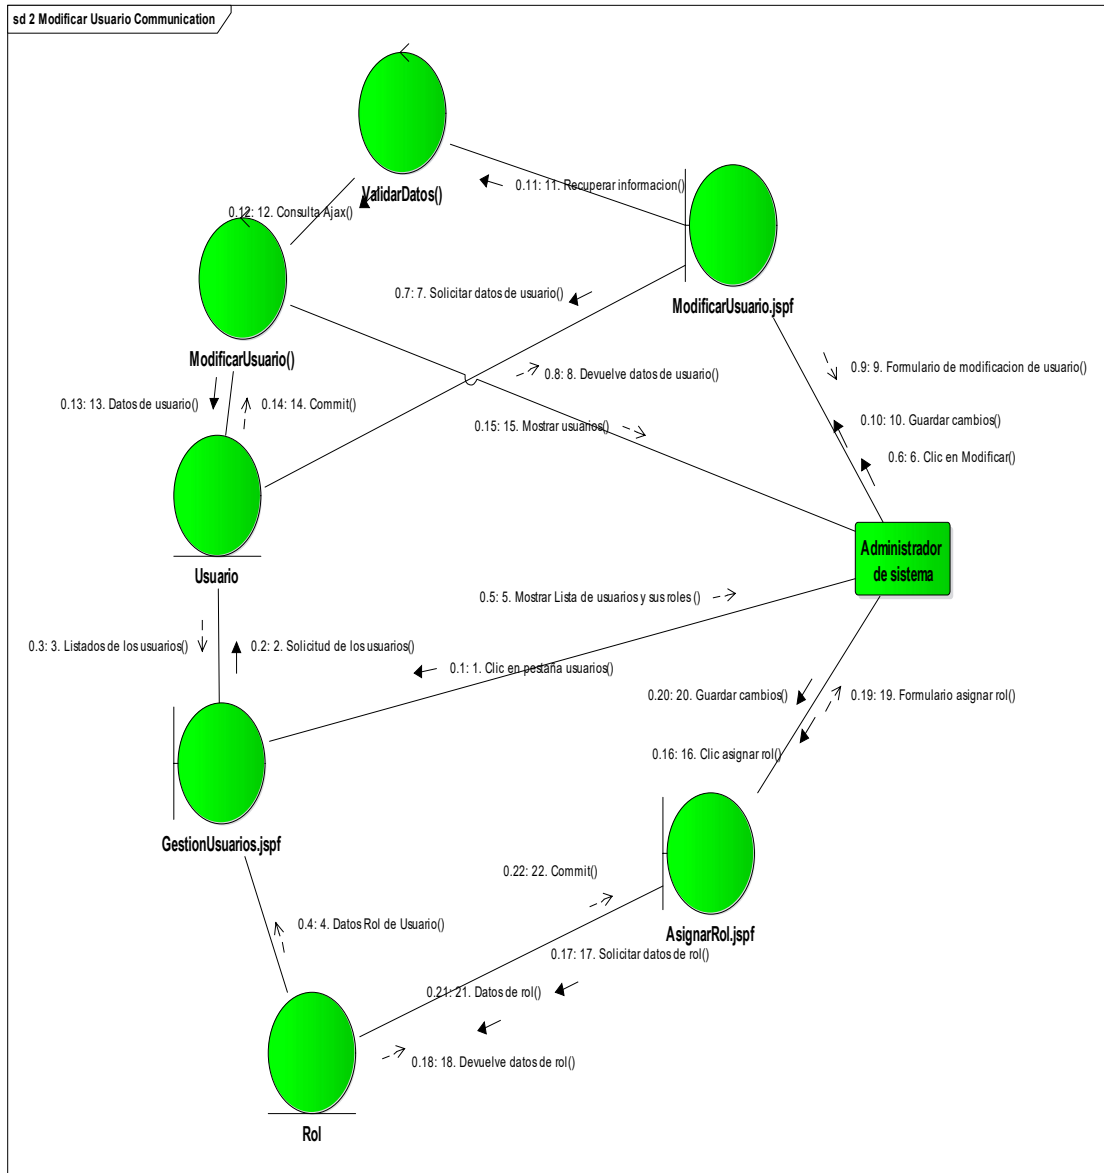 sd 2 Modificar Usuario Communication
ValidarDatos()
0.11: 11. Recuperar informacion()
0.12: 12. Consulta Ajax()
0.7: 7. Solicitar datos de usuario()
ModificarUsuario.jspf
ModificarUsuario()
0.8: 8. Devuelve datos de usuario()
0.9: 9. Formulario de modificacion de usuario()
0.13: 13. Datos de usuario()
0.14: 14. Commit()
0.15: 15. Mostrar usuarios()
0.10: 10. Guardar cambios()
0.6: 6. Clic en Modificar()
Administrador
de sistema
Usuario
0.5: 5. Mostrar Lista de usuarios y sus roles ()
0.3: 3. Listados de los usuarios()
0.2: 2. Solicitud de los usuarios()
0.1: 1. Clic en pestaña usuarios()
0.20: 20. Guardar cambios()
0.19: 19. Formulario asignar rol()
0.16: 16. Clic asignar rol()
GestionUsuarios.jspf
0.22: 22. Commit()
0.4: 4. Datos Rol de Usuario()
AsignarRol.jspf
0.17: 17. Solicitar datos de rol()
0.21: 21. Datos de rol()
0.18: 18. Devuelve datos de rol()
Rol